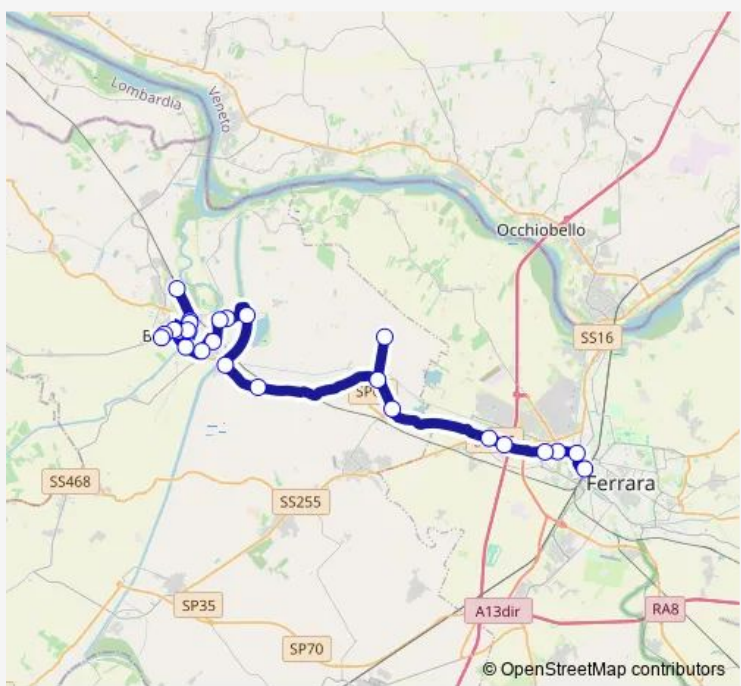 Lombardia
Veneto
Occhiobello
SS16
Ferrara
SS468
SS255
SP35
A13dir
RA8
SP70
© OpenStreetMap contributors